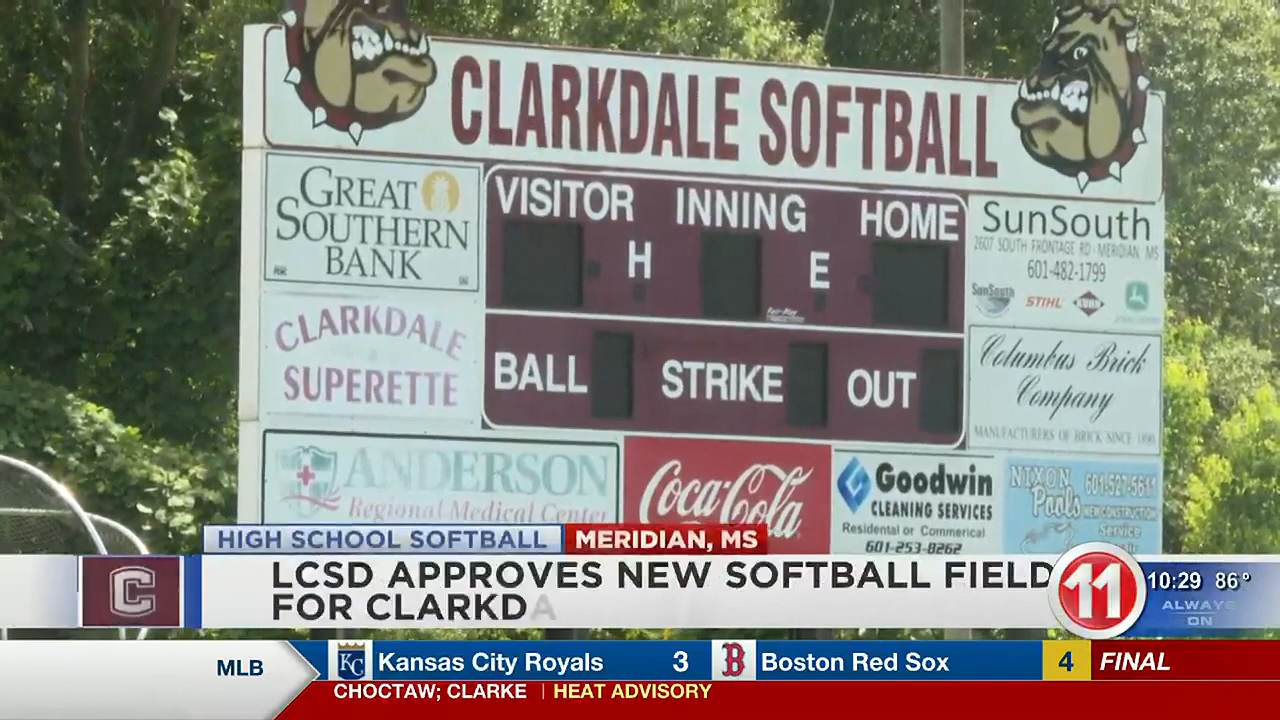 CLARKDALE SOFTBALL
GREAT SOUTHERN BANK
VISITOR INNING HOME
H E
BALL STRIKE OUT
SunSouth
2607 SOUTH FRONTAGE RD - MERIDIAN, MS
601-482-1799
SunSouth STIHL KUHN
CLARKDALE
SUPERETTE
Columbus Brick
Company
MANUFACTURERS OF BRICK SINCE 1890
ANDERSON
Regional Medical Center
Coca-Cola
Goodwin
CLEANING SERVICES
Residential or Commerical
601-253-8262
NIXON
Pools
601-527-5611
NEW CONSTRUCTION
Service
HIGH SCHOOL SOFTBALL MERIDIAN, MS
C
LCSD APPROVES NEW SOFTBALL FIELD
FOR CLARKDA
11
10:29 86°
ALWAYS
ON
MLB KC Kansas City Royals 3 B Boston Red Sox 4 FINAL
CHOCTAW; CLARKE | HEAT ADVISORY